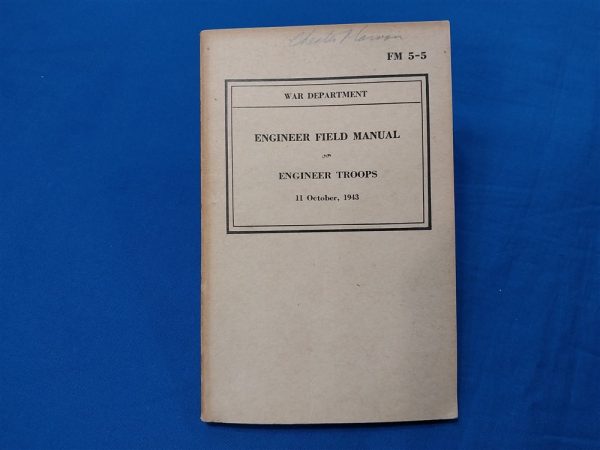 FM 5-5
WAR DEPARTMENT
ENGINEER FIELD MANUAL
ENGINEER TROOPS
11 October, 1943